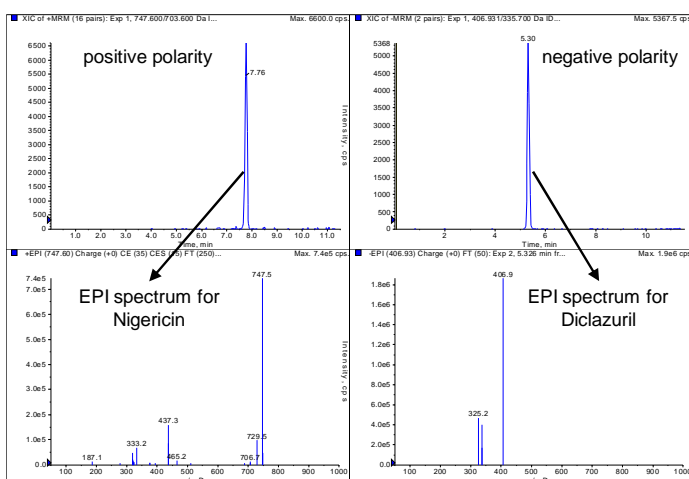 XIC of +MRM (16 pairs): Exp 1, 747.600/703.600 Da I... Max. 6600.0 cps.
6500
6000
5500
5000
4500
4000
3500
3000
2500
2000
1500
1000
500
0
positive polarity
7.76
1.0 2.0 3.0 4.0 5.0 6.0 7.0 8.0 9.0 10.0 11.0
Time, min
XIC of -MRM (2 pairs): Exp 1, 406.931/335.700 Da ID... Max. 5367.5 cps.
Intensity, cps
5368
5000
4500
4000
3500
3000
2500
2000
1500
1000
500
0
5.30
negative polarity
2 4 6 8 10
Time, min
+EPI (747.60) Charge (+0) CE (35) CES (15) FT (250)... Max. 7.4e5 cps.
7.4e5
6.0e5
5.0e5
4.0e5
3.0e5
2.0e5
1.0e5
0.0
EPI spectrum for
Nigericin
747.5
437.3
333.2
187.1
465.2
729.5
706.7
100 200 300 400 500 600 700 800 900 1000
-EPI (406.93) Charge (+0) FT (50): Exp 2, 5.326 min fr... Max. 1.9e6 cps.
Intensity, cps
1.8e6
1.6e6
1.4e6
1.2e6
1.0e6
8.0e5
6.0e5
4.0e5
2.0e5
0.0
406.9
EPI spectrum for
Diclazuril
325.2
100 200 300 400 500 600 700 800 900 1000